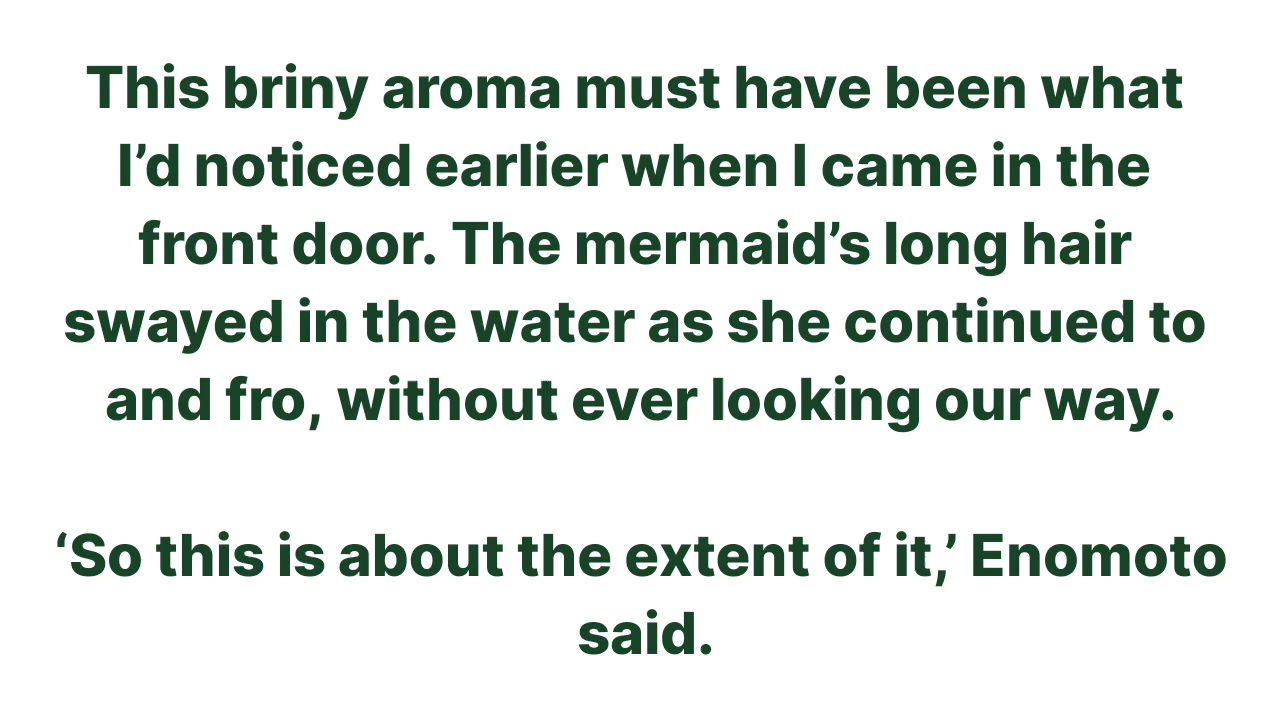 This briny aroma must have been what
I’d noticed earlier when I came in the
front door. The mermaid’s long hair
swayed in the water as she continued to
and fro, without ever looking our way.
‘So this is about the extent of it,’ Enomoto
said.